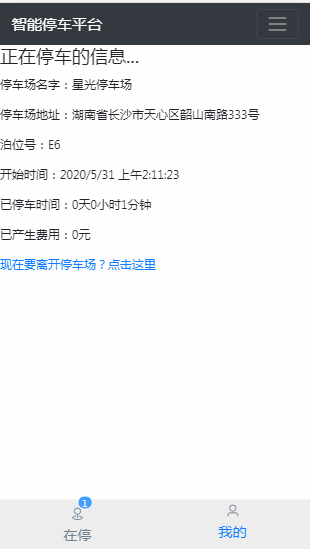 智能停车平台
正在停车的信息...
停车场名字：星光停车场
停车场地址：湖南省长沙市天心区韶山南路333号
泊位号：E6
开始时间：2020/5/31 上午2:11:23
已停车时间：0天0小时1分钟
已产生费用：0元
现在要离开停车场？点击这里
1
在停
我的